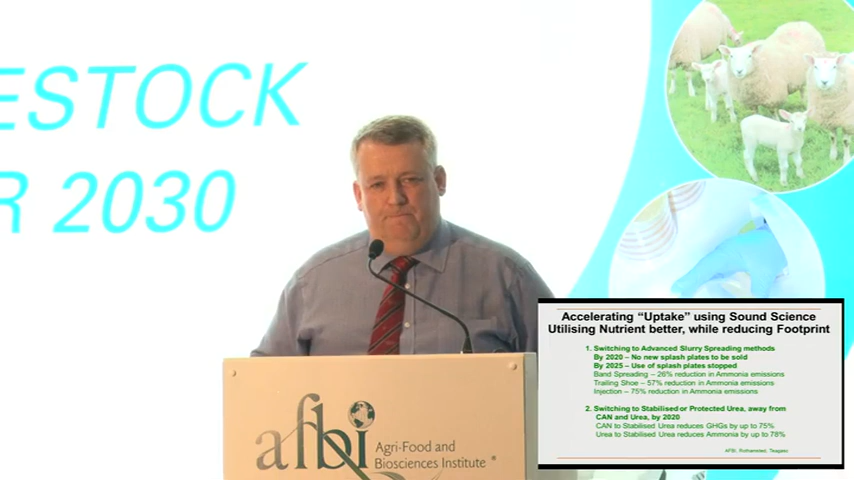 ESTOCK
R 2030
afbi
Agri-Food and
Biosciences Institute
Accelerating “Uptake” using Sound Science
Utilising Nutrient better, while reducing Footprint
1. Switching to Advanced Slurry Spreading methods
By 2020 – No new splash plates to be sold
By 2025 – Use of splash plates stopped
Band Spreading – 26% reduction in Ammonia emissions
Trailing Shoe – 57% reduction in Ammonia emissions
Injection – 75% reduction in Ammonia emissions
2. Switching to Stabilised or Protected Urea, away from
CAN and Urea, by 2020
CAN to Stabilised Urea reduces GHGs by up to 75%
Urea to Stabilised Urea reduces Ammonia by up to 78%
AFBI, Rothamsted, Teagasc